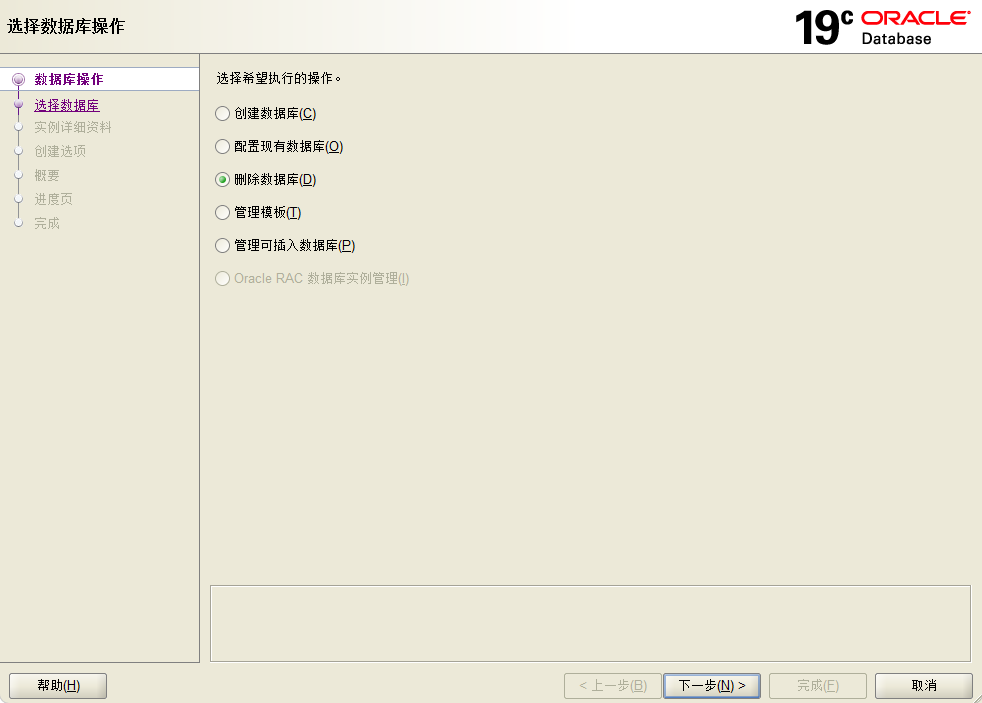 选择数据库操作
19c ORACLE
Database
数据库操作
选择数据库
实例详细资料
创建选项
概要
进度页
完成
选择希望执行的操作。
创建数据库(C)
配置现有数据库(O)
删除数据库(D)
管理模板(T)
管理可插入数据库(P)
Oracle RAC 数据库实例管理(I)
帮助(H)
< 上一步(B)
下一步(N) >
完成(F)
取消